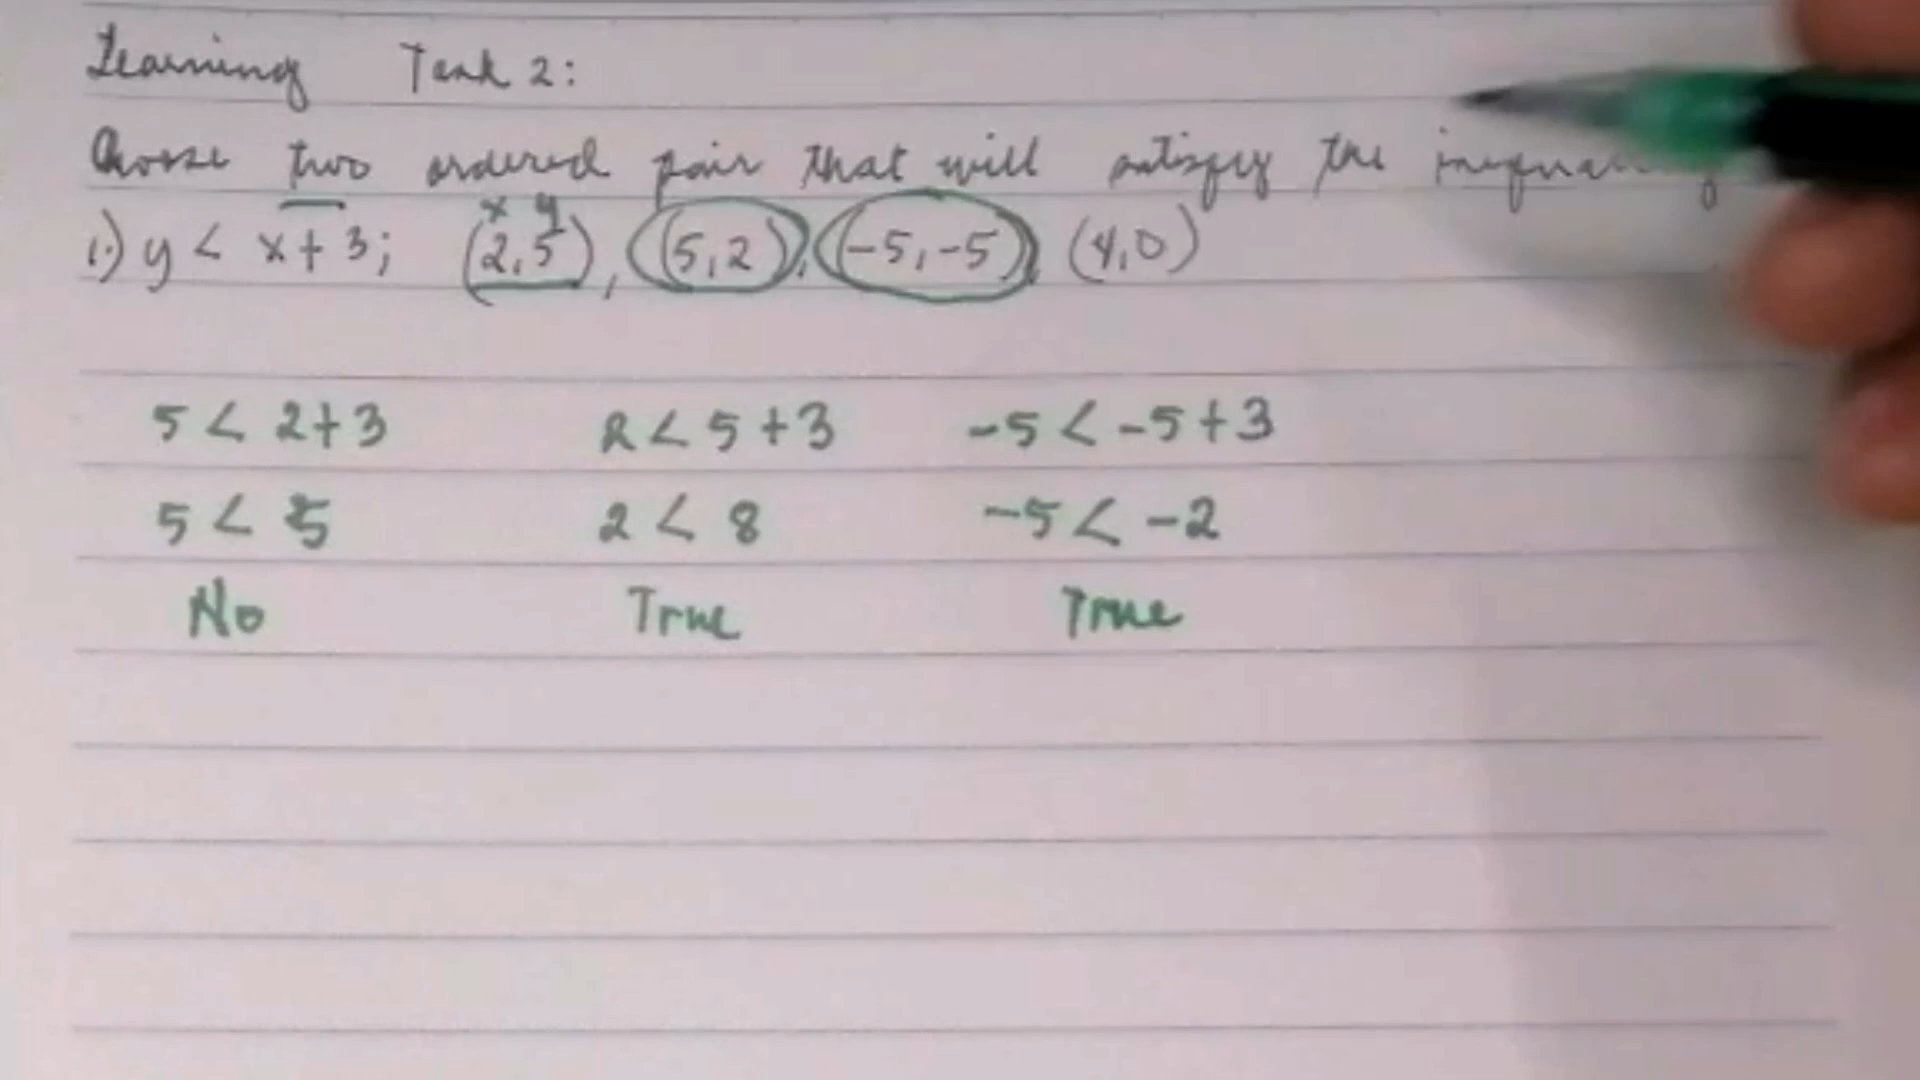 Learning Task 2:
Choose two ordered pair that will satisfy the
x y
1.) y < x + 3; (2,5), (5,2), (-5,-5), (4,0)
5 < 2+3 2 < 5+3 -5 < -5+3
5 < 5 2 < 8 -5 < -2
No True True